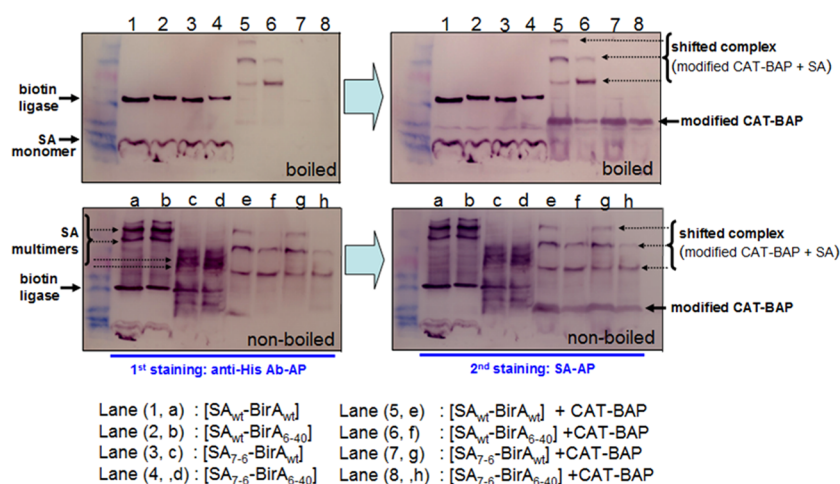 1 2 3 4 5 6 7 8
1 2 3 4 5 6 7 8
biotin
ligase
SA
monomer
boiled
boiled
shifted complex
(modified CAT-BAP + SA)
modified CAT-BAP
a b c d e f g h
a b c d e f g h
SA
multimers
biotin
ligase
non-boiled
non-boiled
shifted complex
(modified CAT-BAP + SA)
modified CAT-BAP
1st staining: anti-His Ab-AP
2nd staining: SA-AP
Lane (1, a) : [SAwt-BirAwt]
Lane (2, b) : [SAwt-BirA6-40]
Lane (3, c) : [SA7-6-BirAwt]
Lane (4, ,d) : [SA7-6-BirA6-40]
Lane (5, e) : [SAwt-BirAwt] + CAT-BAP
Lane (6, f) : [SAwt-BirA6-40] +CAT-BAP
Lane (7, g) : [SA7-6-BirAwt] +CAT-BAP
Lane (8, ,h) : [SA7-6-BirA6-40] +CAT-BAP